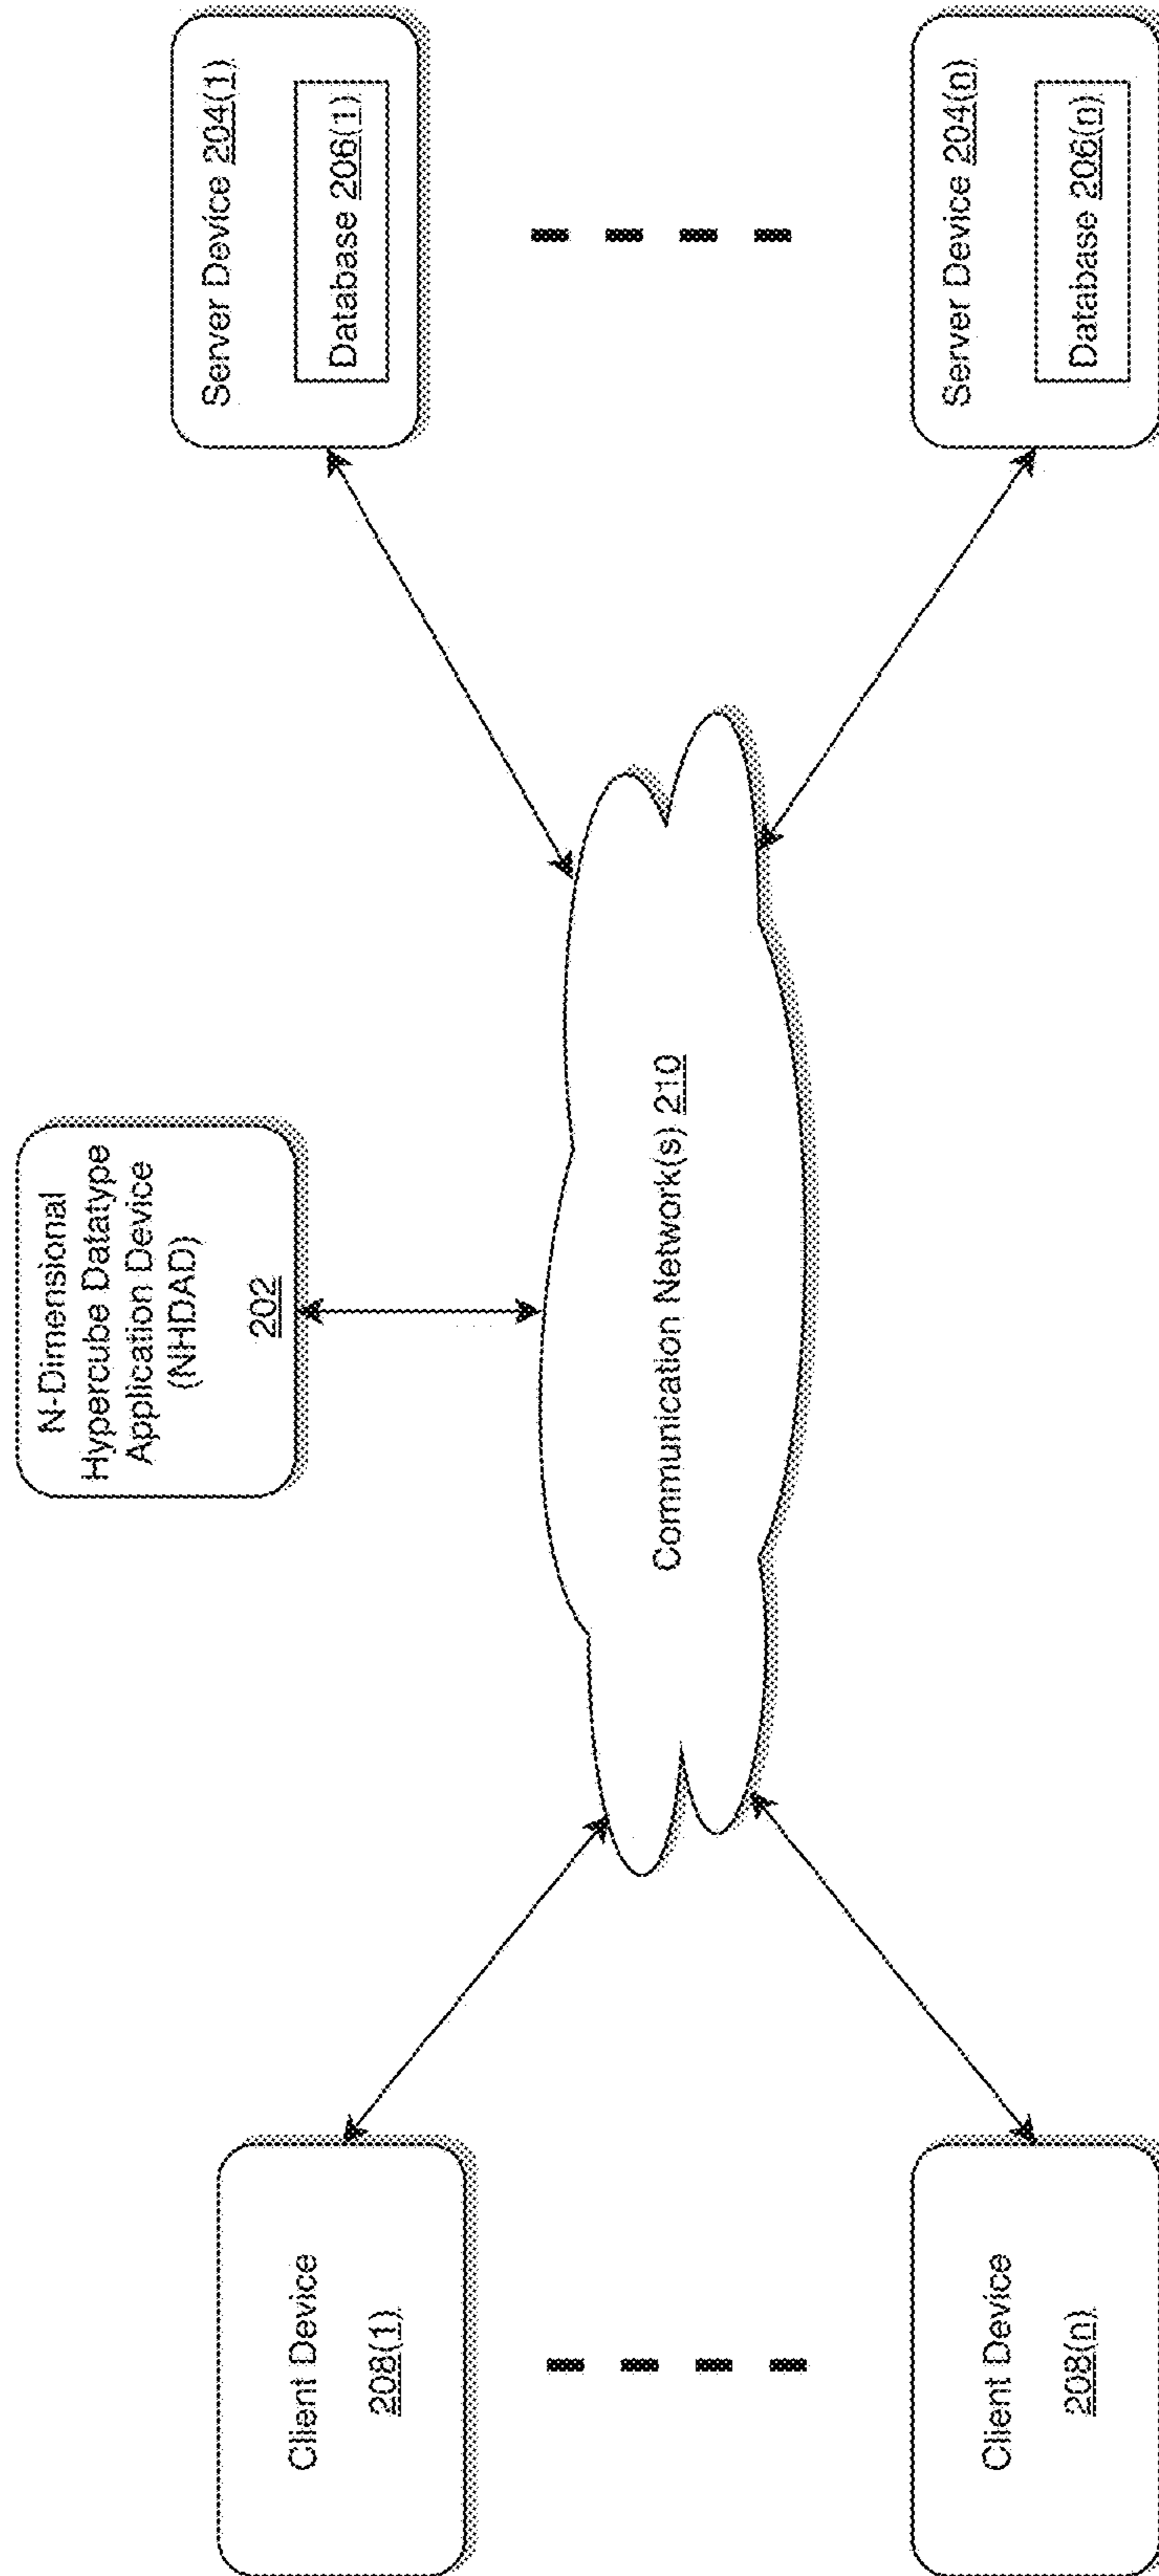 N-Dimensional
Hypercube Datatype
Application Device
(NHDAD)
202
Client Device
208(1)
Client Device
208(n)
Communication Network(s) 210
Server Device 204(1)
Database 206(1)
Server Device 204(n)
Database 206(n)